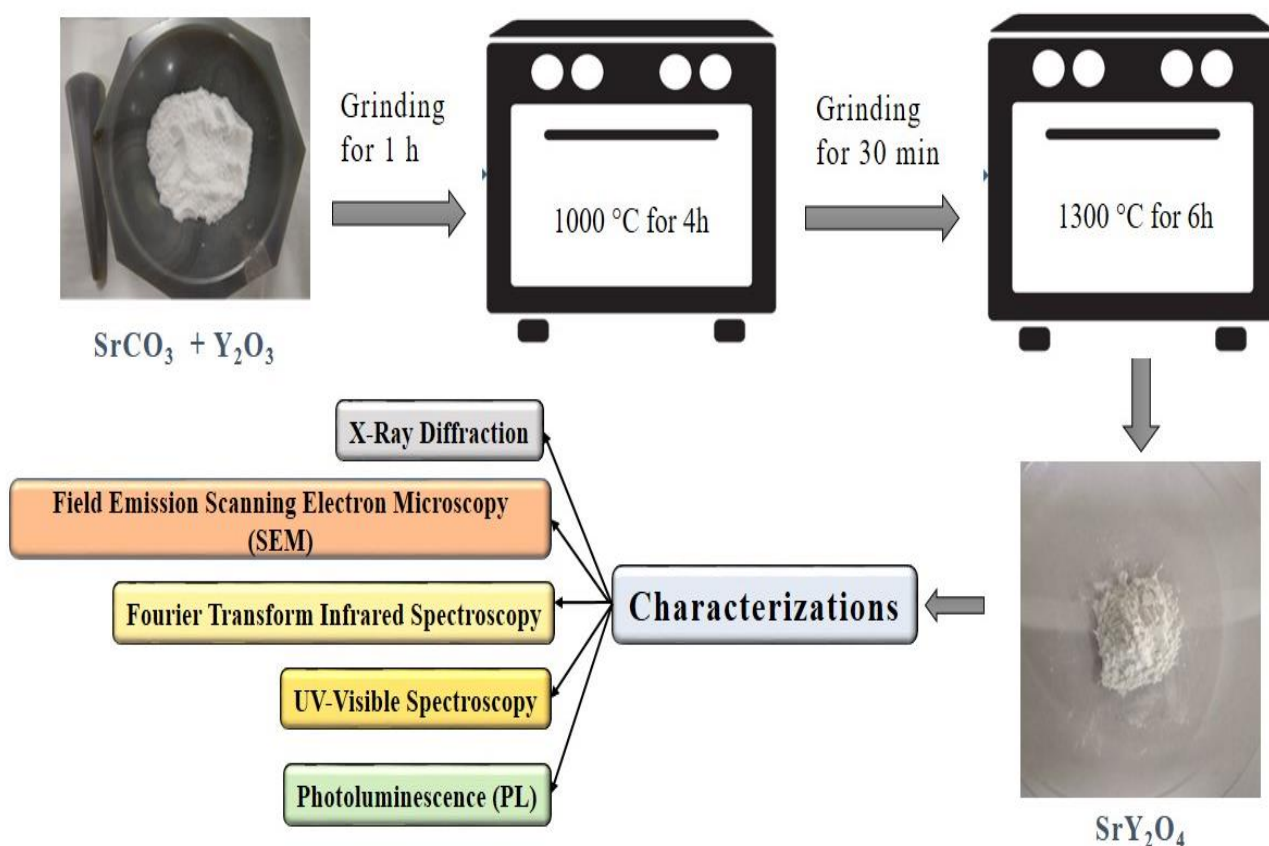 Grinding
for 1 h
1000 °C for 4h
Grinding
for 30 min
1300 °C for 6h
SrCO₃ + Y₂O₃
X-Ray Diffraction
Field Emission Scanning Electron Microscopy
(SEM)
Fourier Transform Infrared Spectroscopy
Characterizations
UV-Visible Spectroscopy
Photoluminescence (PL)
SrY₂O₄